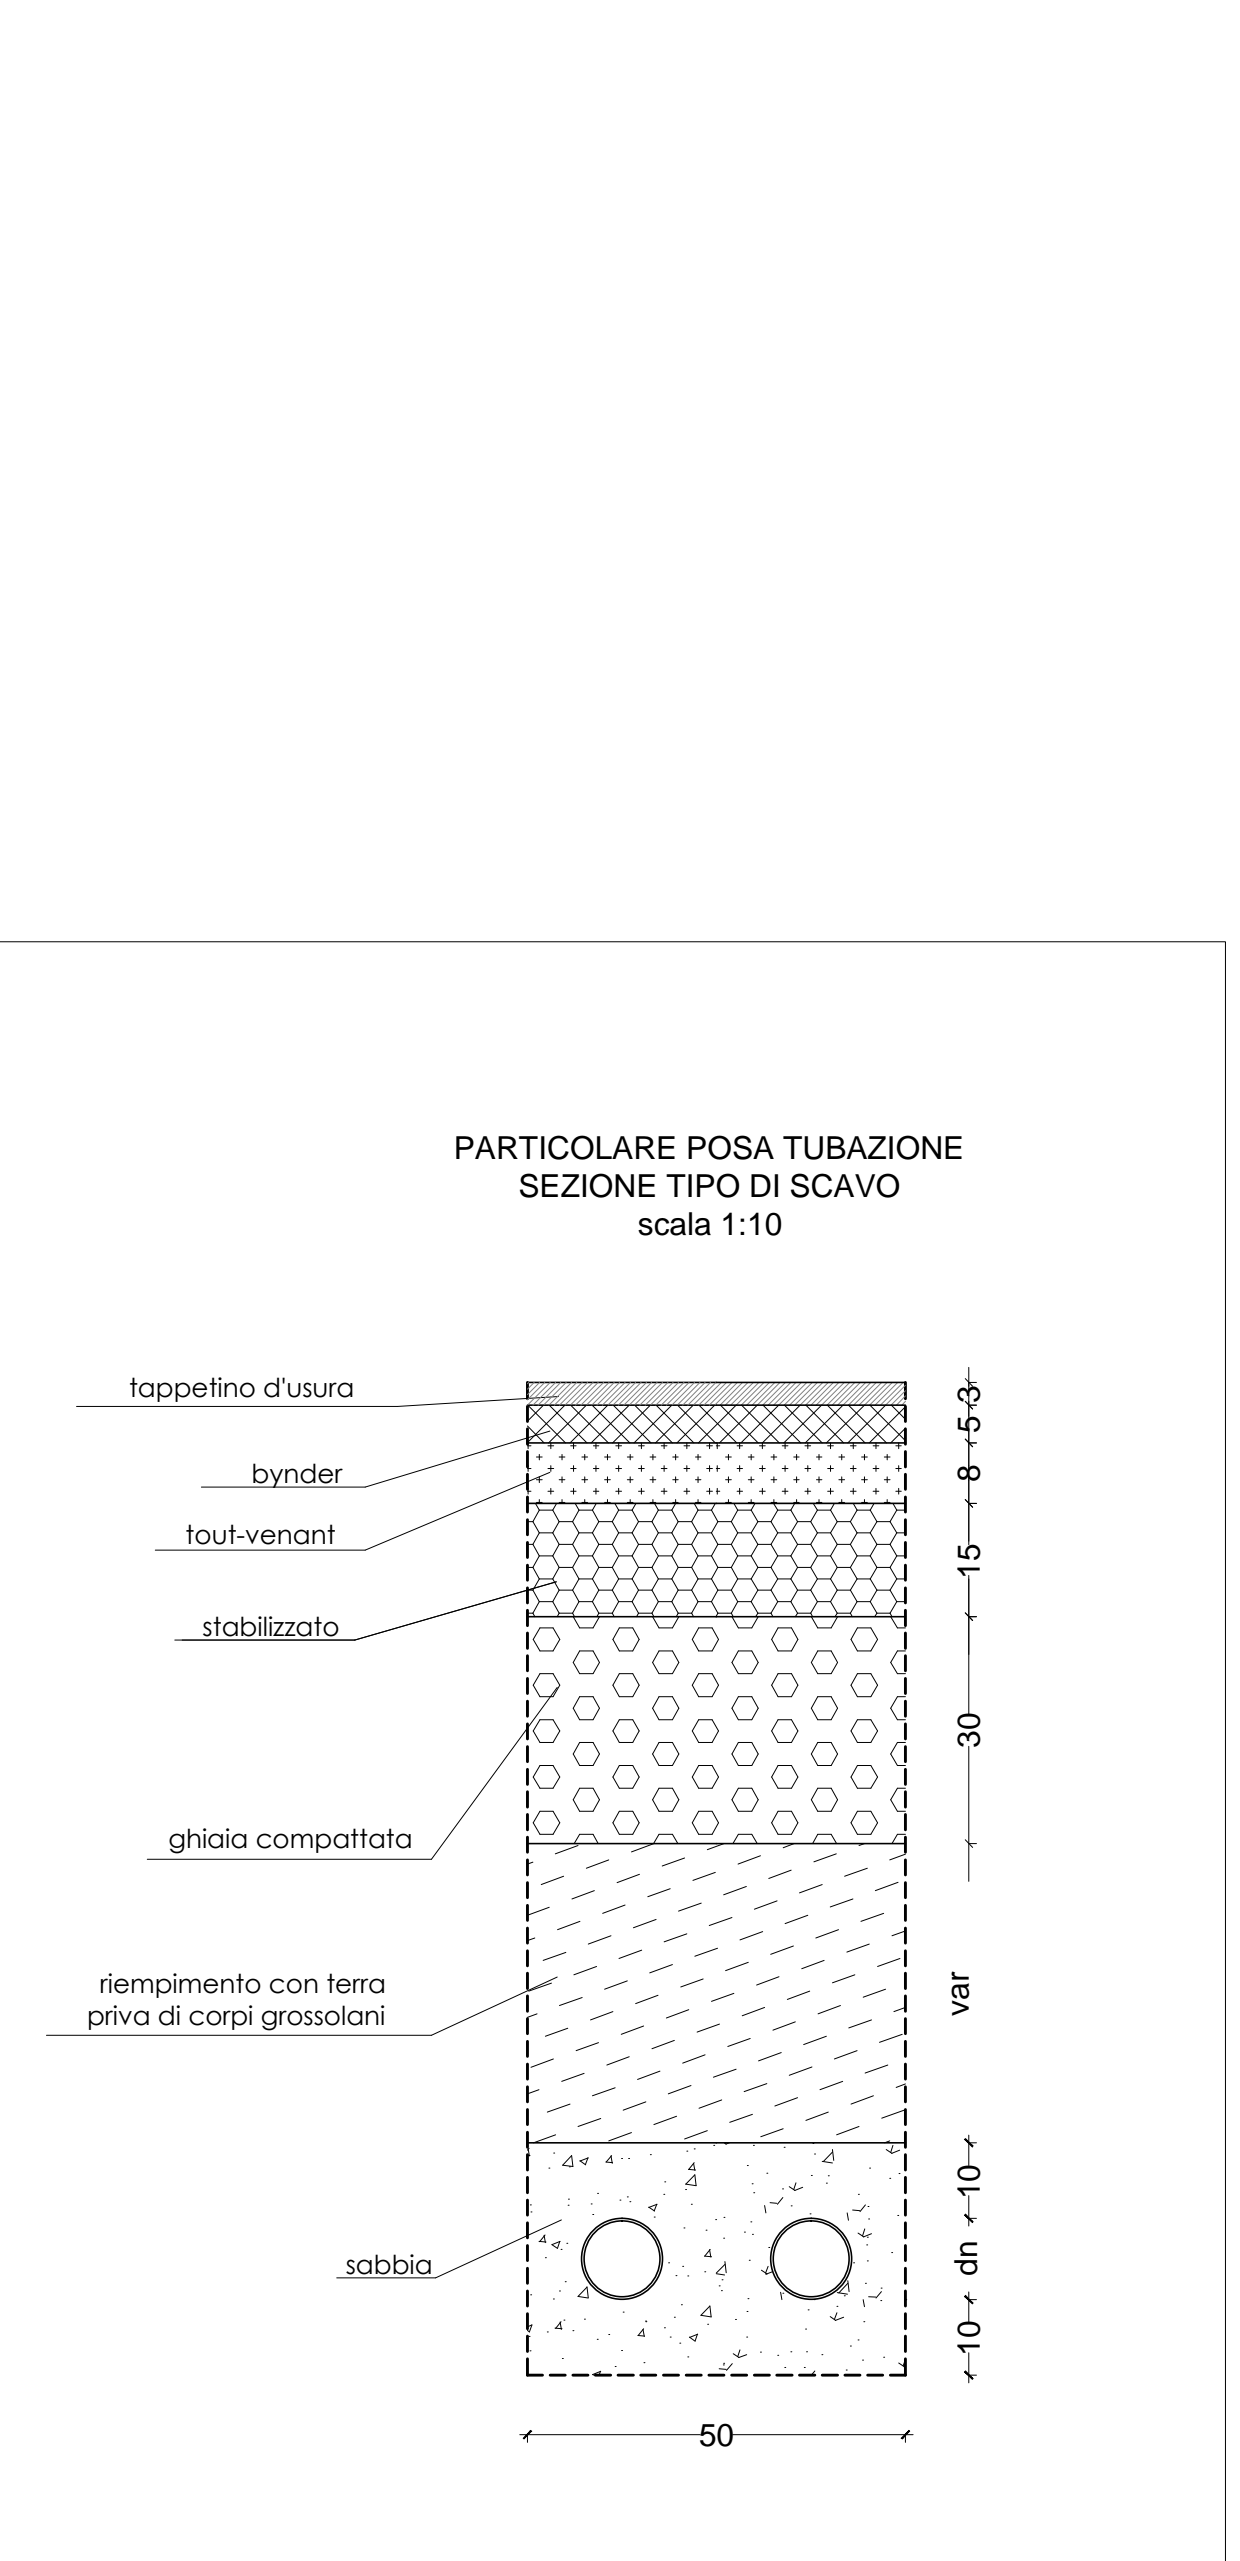 PARTICOLARE POSA TUBAZIONE
SEZIONE TIPO DI SCAVO
scala 1:10
tappetino d'usura
bynder
tout-venant
stabilizzato
ghiaia compattata
riempimento con terra
priva di corpi grossolani
sabbia
3
5
8
15
30
var
10
dn
10
50